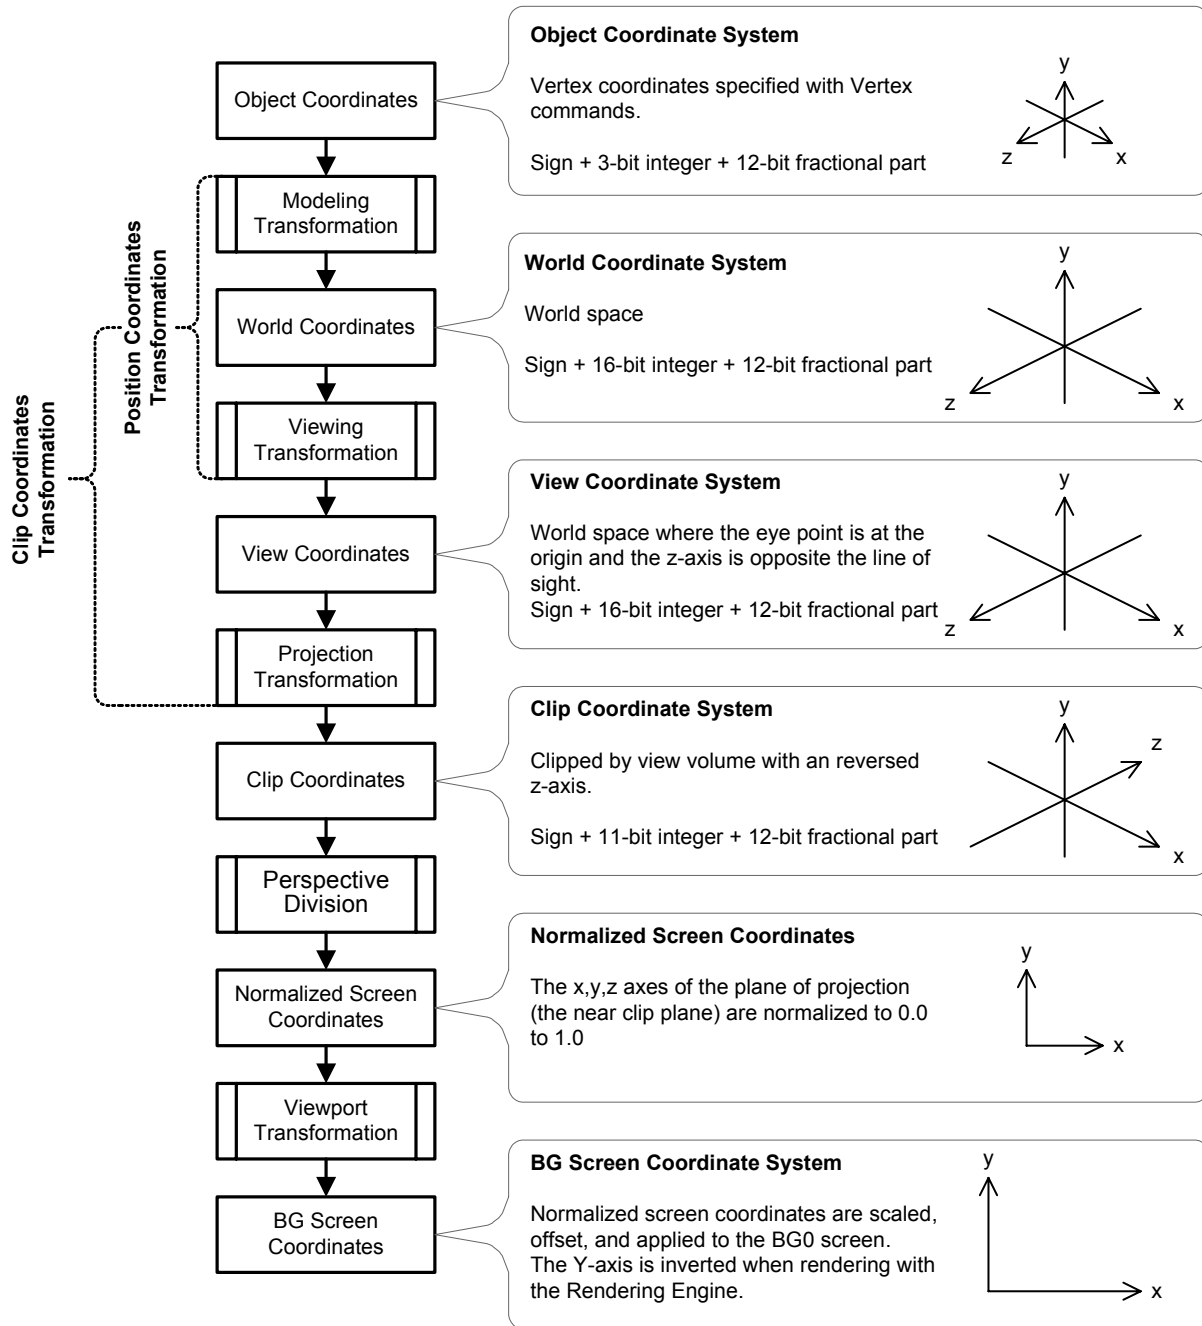 Object Coordinates
Modeling
Transformation
World Coordinates
Viewing
Transformation
View Coordinates
Projection
Transformation
Clip Coordinates
Perspective
Division
Normalized Screen
Coordinates
Viewport
Transformation
BG Screen
Coordinates
Position Coordinates
Transformation
Clip Coordinates
Transformation
Object Coordinate System
Vertex coordinates specified with Vertex
commands.
Sign + 3-bit integer + 12-bit fractional part
y
z
x
World Coordinate System
World space
Sign + 16-bit integer + 12-bit fractional part
y
z
x
View Coordinate System
World space where the eye point is at the
origin and the z-axis is opposite the line of
sight.
Sign + 16-bit integer + 12-bit fractional part
y
z
x
Clip Coordinate System
Clipped by view volume with an reversed
z-axis.
Sign + 11-bit integer + 12-bit fractional part
y
z
x
Normalized Screen Coordinates
The x,y,z axes of the plane of projection
(the near clip plane) are normalized to 0.0
to 1.0
y
x
BG Screen Coordinate System
Normalized screen coordinates are scaled,
offset, and applied to the BG0 screen.
The Y-axis is inverted when rendering with
the Rendering Engine.
y
x